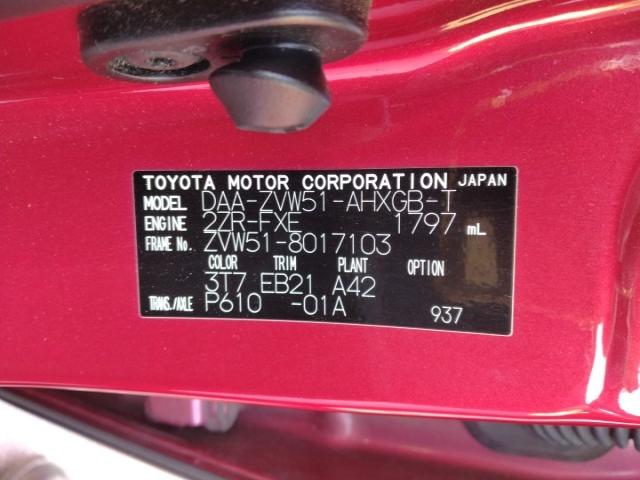 TOYOTA MOTOR CORPORATION JAPAN
MODEL DAA-ZVW51-AHXGB-T
ENGINE 2ZR-FXE 1797 mL
FRAME No. ZVW51-8017103
COLOR TRIM PLANT OPTION
3T7 EB21 A42
TRANS./AXLE P610 -01A 937